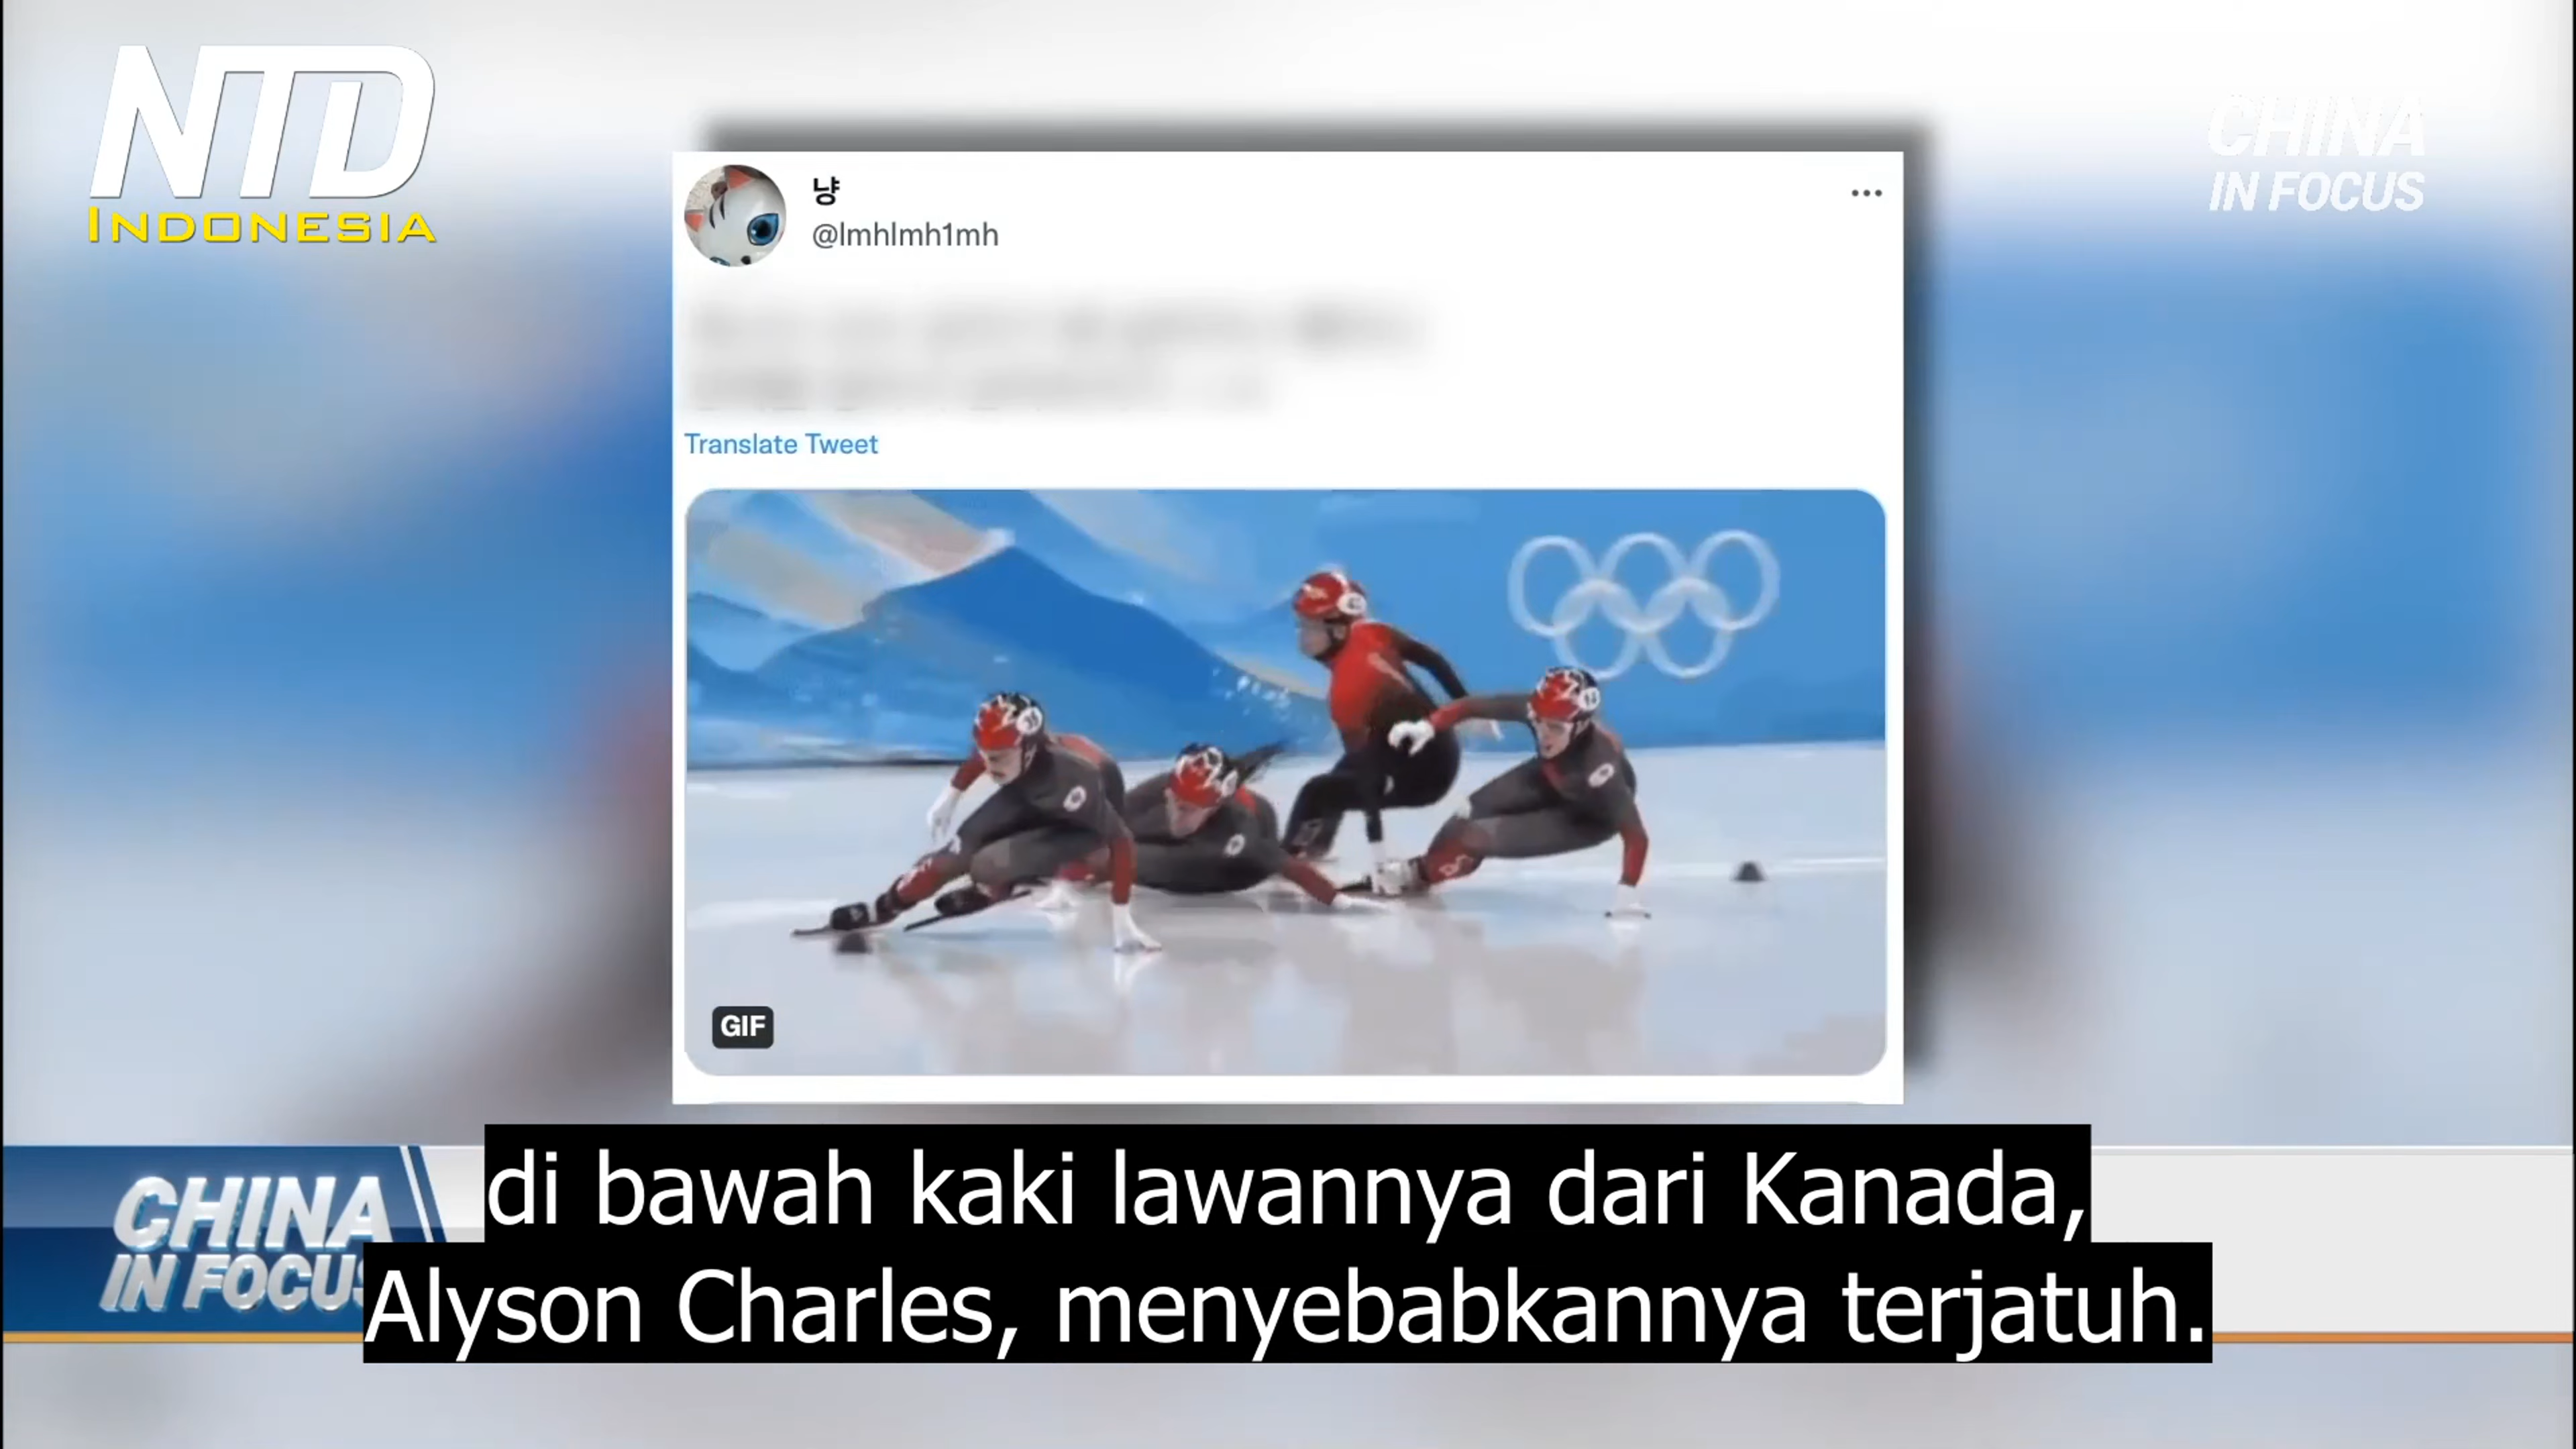 NTD
INDONESIA
CHINA
IN FOCUS
냥
@lmhlmh1mh
Translate Tweet
GIF
CHINA
IN FOCUS
di bawah kaki lawannya dari Kanada,
Alyson Charles, menyebabkannya terjatuh.